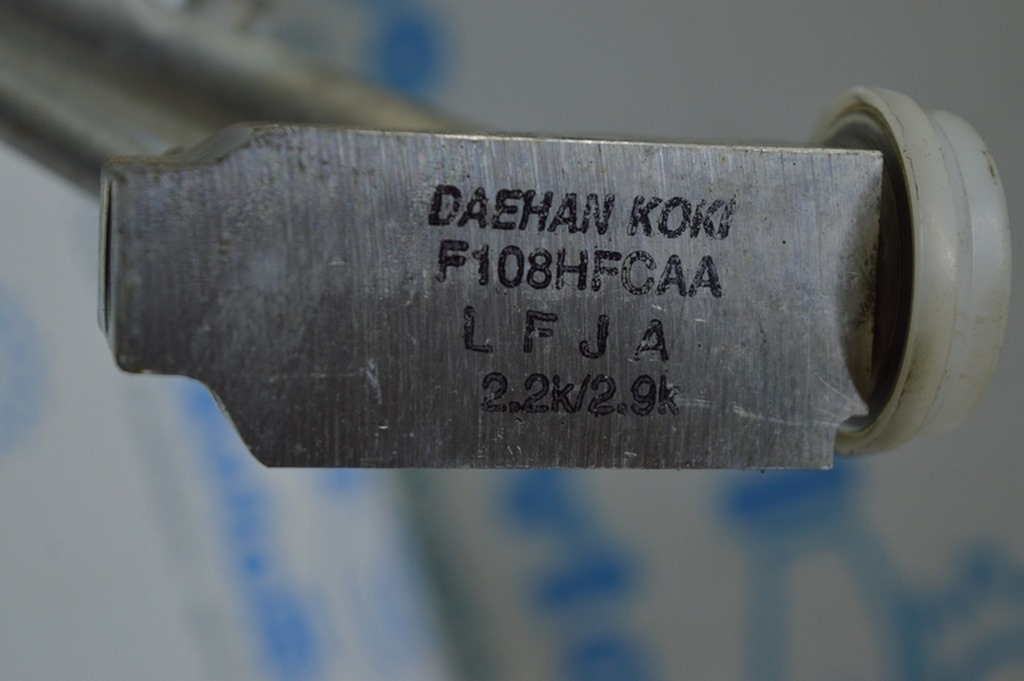 DAEHAN KOKI
F108HFCAA
L F J A
2.2k/2.9k